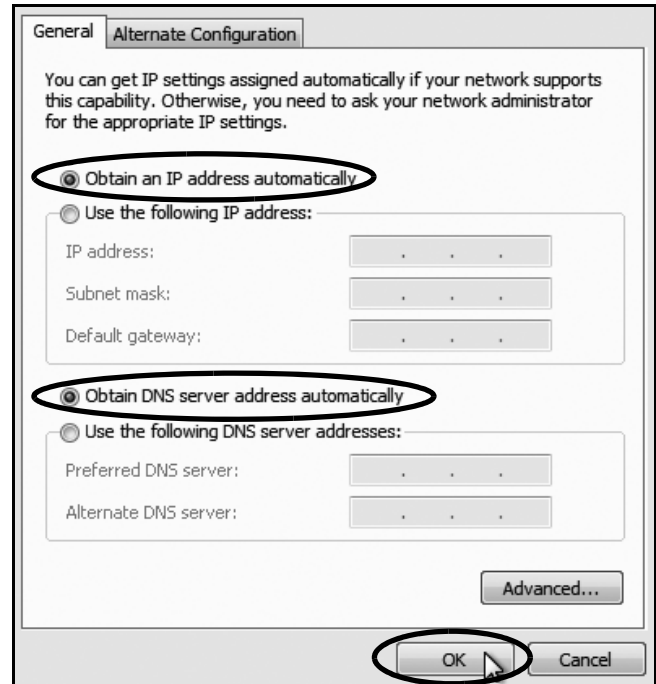 General
Alternate Configuration
You can get IP settings assigned automatically if your network supports
this capability. Otherwise, you need to ask your network administrator
for the appropriate IP settings.
Obtain an IP address automatically
Use the following IP address:
IP address:
Subnet mask:
Default gateway:
Obtain DNS server address automatically
Use the following DNS server addresses:
Preferred DNS server:
Alternate DNS server:
Advanced...
OK
Cancel